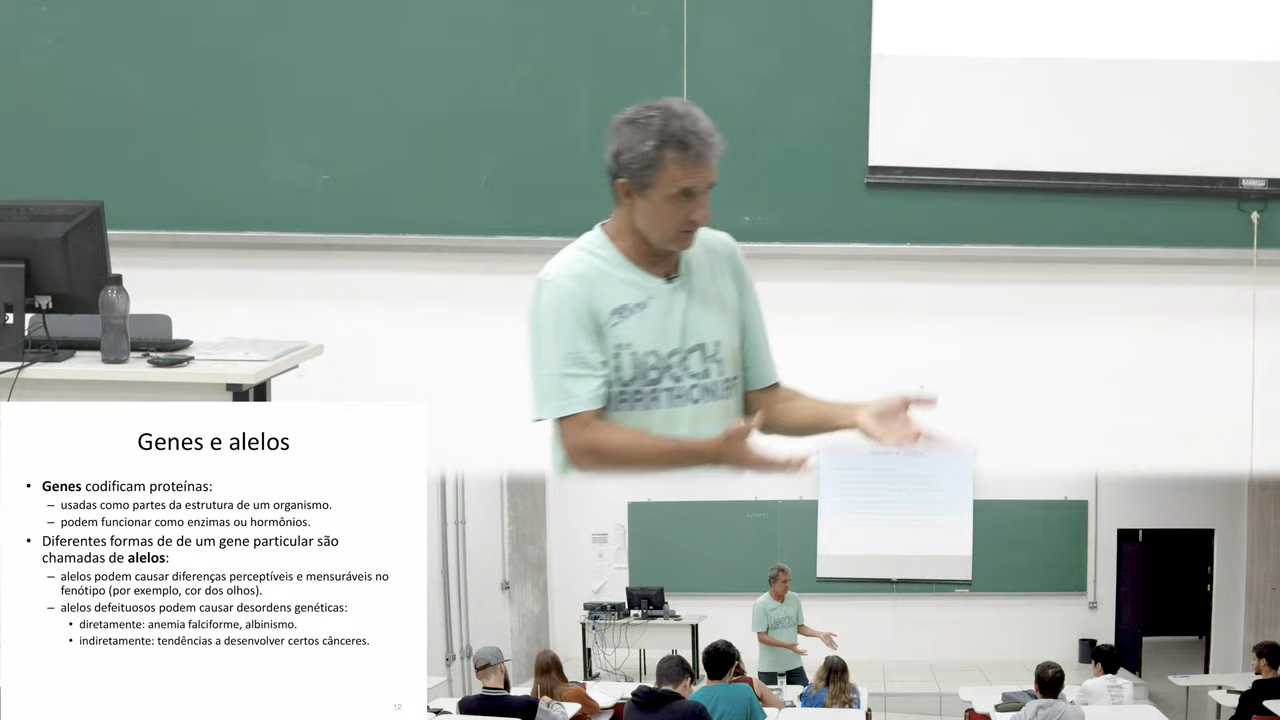 ÜBECK
MARATHON
Genes e alelos
• Genes codificam proteínas:
– usadas como partes da estrutura de um organismo.
– podem funcionar como enzimas ou hormônios.
• Diferentes formas de de um gene particular são
chamadas de alelos:
– alelos podem causar diferenças perceptíveis e mensuráveis no
fenótipo (por exemplo, cor dos olhos).
– alelos defeituosos podem causar desordens genéticas:
• diretamente: anemia falciforme, albinismo.
• indiretamente: tendências a desenvolver certos cânceres.
12